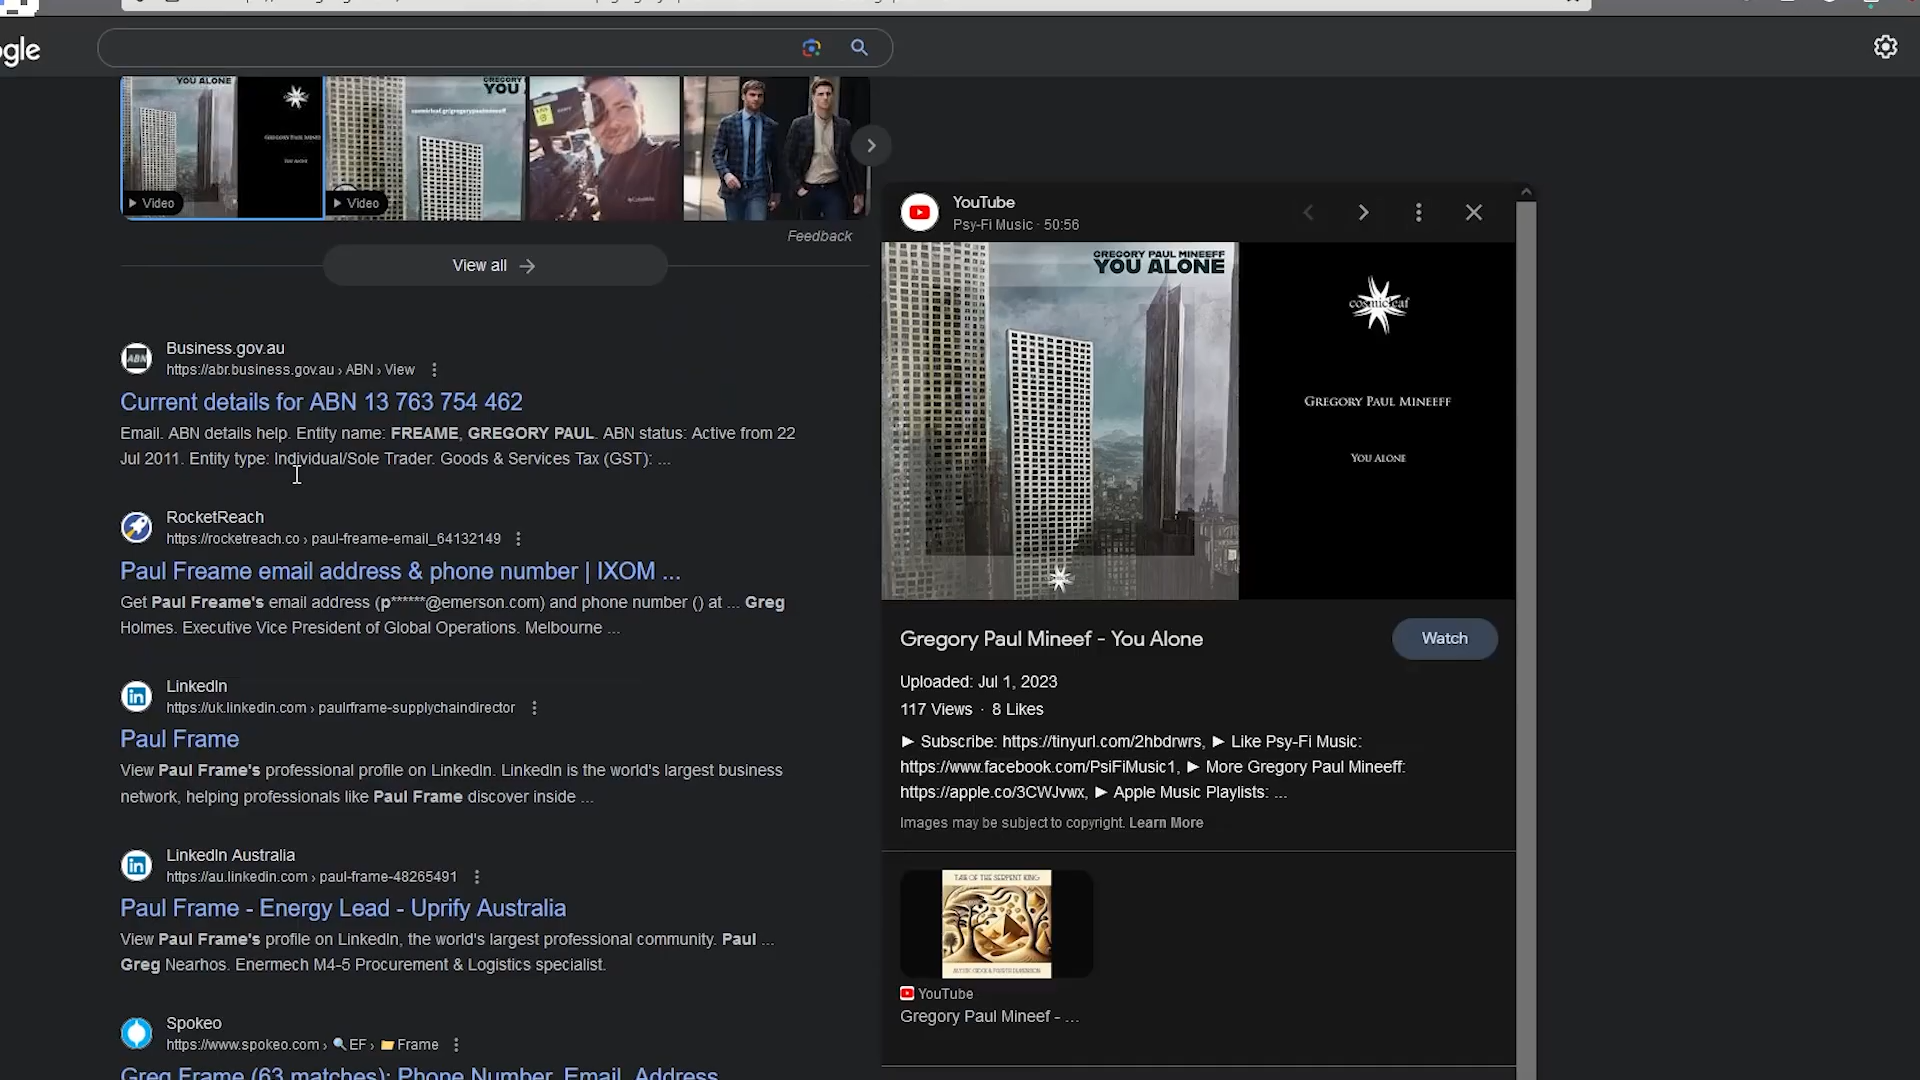 ogle
YOU ALONE
GREGORY PAUL MINEEFF
YOU ALONE
YOU
Video
Video
Feedback
View all
Business.gov.au
https://abr.business.gov.au › ABN › View
Current details for ABN 13 763 754 462
Email. ABN details help. Entity name: FREAME, GREGORY PAUL. ABN status: Active from 22
Jul 2011. Entity type: Individual/Sole Trader. Goods & Services Tax (GST): ...
RocketReach
https://rocketreach.co › paul-freame-email_64132149
Paul Freame email address & phone number | IXOM ...
Get Paul Freame's email address (p******@emerson.com) and phone number () at ... Greg
Holmes. Executive Vice President of Global Operations. Melbourne ...
LinkedIn
https://uk.linkedin.com › paulrframe-supplychaindirector
Paul Frame
View Paul Frame's professional profile on LinkedIn. LinkedIn is the world's largest business
network, helping professionals like Paul Frame discover inside ...
LinkedIn Australia
https://au.linkedin.com › paul-frame-48265491
Paul Frame - Energy Lead - Uprify Australia
View Paul Frame's profile on LinkedIn, the world's largest professional community. Paul ...
Greg Nearhos. Enermech M4-5 Procurement & Logistics specialist.
Spokeo
https://www.spokeo.com › EF › Frame
Greg Frame (63 matches): Phone Number, Email, Address
YouTube
Psy-Fi Music · 50:56
GREGORY PAUL MINEEFF
YOU ALONE
cosmicleaf
GREGORY PAUL MINEEFF
YOU ALONE
Gregory Paul Mineef - You Alone
Watch
Uploaded: Jul 1, 2023
117 Views · 8 Likes
► Subscribe: https://tinyurl.com/2hbdrwrs, ► Like Psy-Fi Music:
https://www.facebook.com/PsiFiMusic1, ► More Gregory Paul Mineeff:
https://apple.co/3CWJvwx, ► Apple Music Playlists: ...
Images may be subject to copyright. Learn More
TALE OF THE SERPENT KING
YouTube
Gregory Paul Mineef - ...